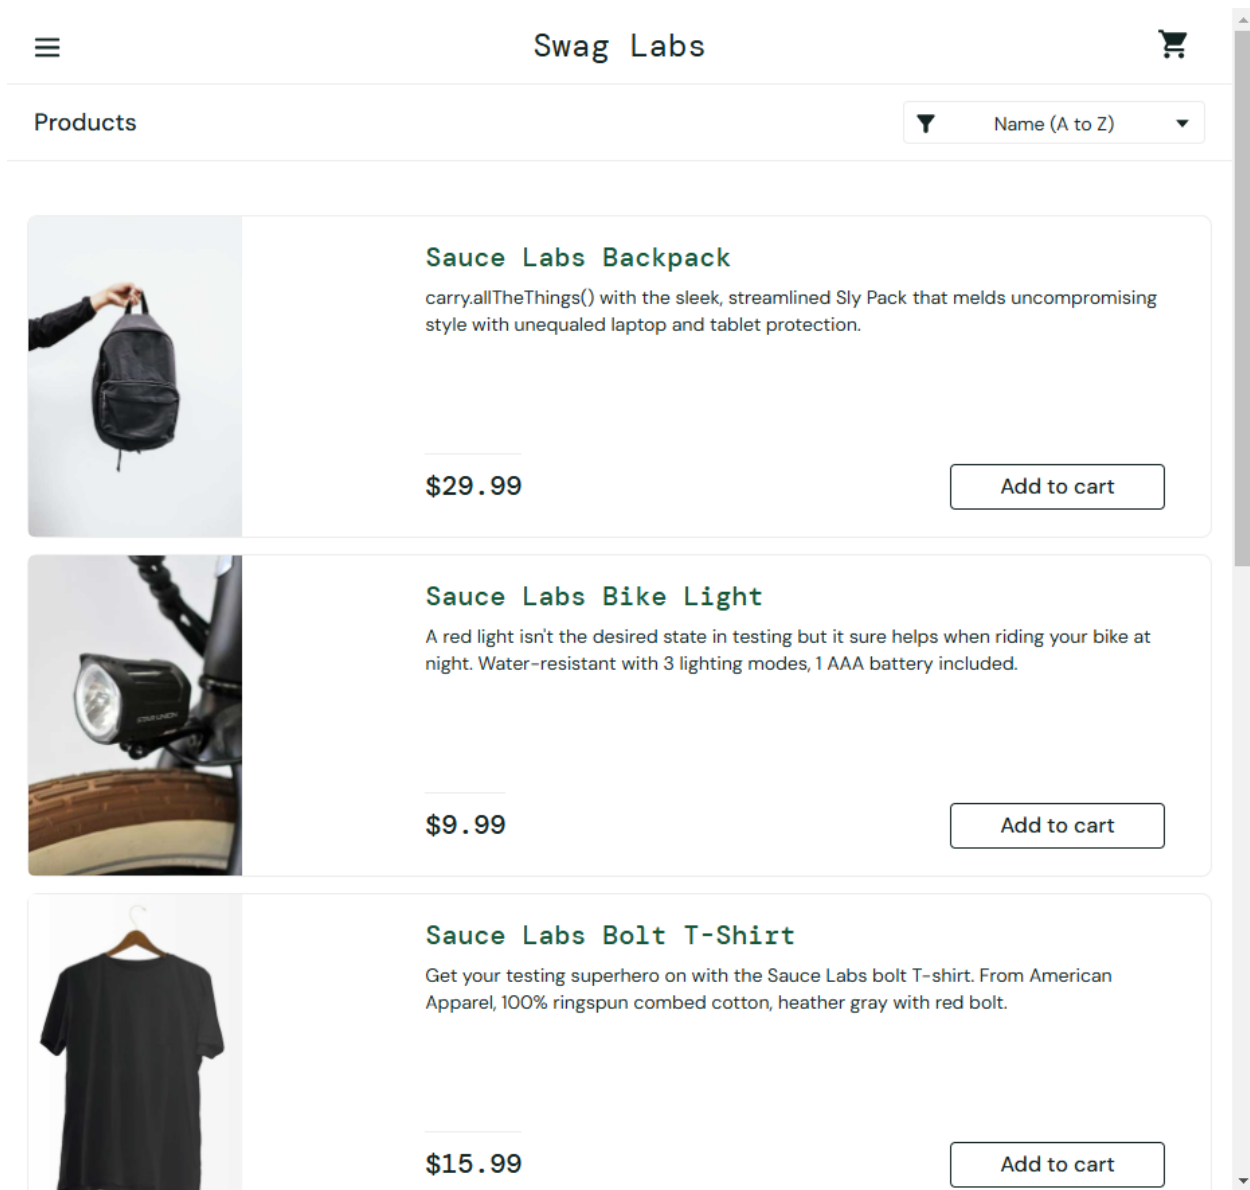 Swag Labs
Products
Name (A to Z)
Sauce Labs Backpack
carry.allTheThings() with the sleek, streamlined Sly Pack that melds uncompromising
style with unequaled laptop and tablet protection.
$29.99
Add to cart
Sauce Labs Bike Light
A red light isn't the desired state in testing but it sure helps when riding your bike at
night. Water-resistant with 3 lighting modes, 1 AAA battery included.
STAR UNION
$9.99
Add to cart
Sauce Labs Bolt T-Shirt
Get your testing superhero on with the Sauce Labs bolt T-shirt. From American
Apparel, 100% ringspun combed cotton, heather gray with red bolt.
$15.99
Add to cart